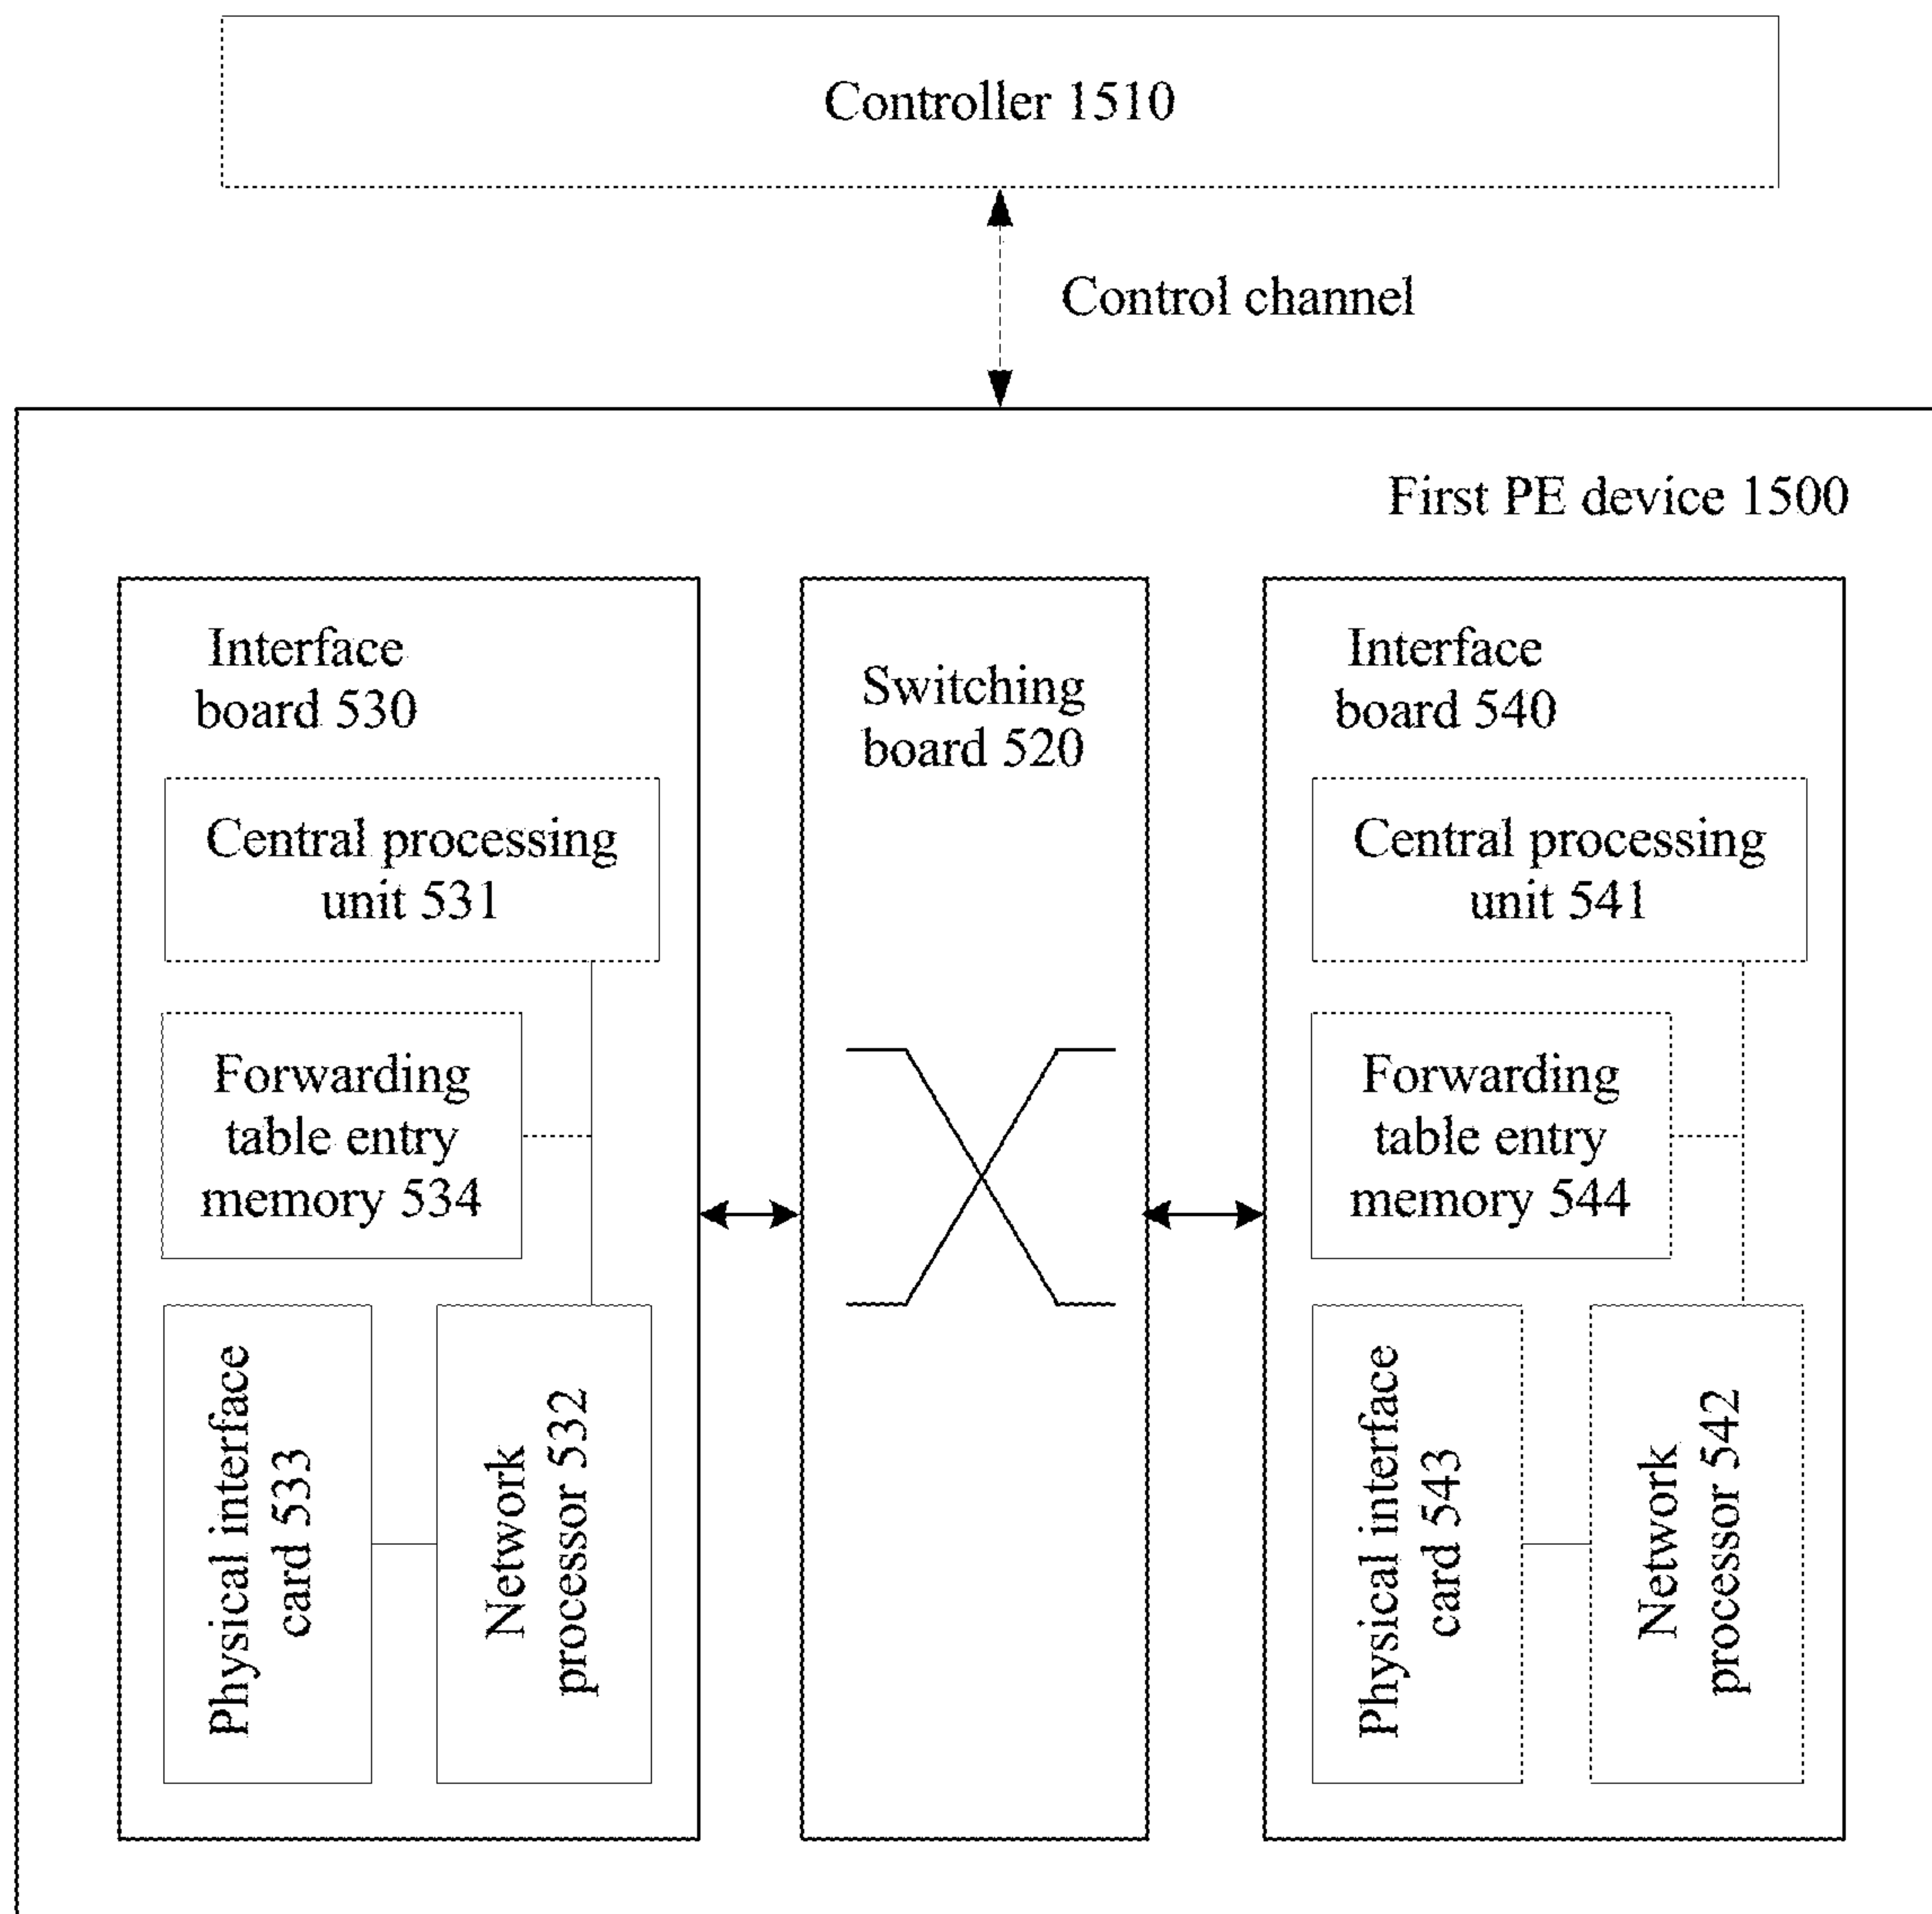 Controller 1510
Control channel
First PE device 1500
Interface
board 530
Central processing
unit 531
Forwarding
table entry
memory 534
Physical interface
card 533
Network
processor 532
Switching
board 520
Interface
board 540
Central processing
unit 541
Forwarding
table entry
memory 544
Physical interface
card 543
Network
processor 542